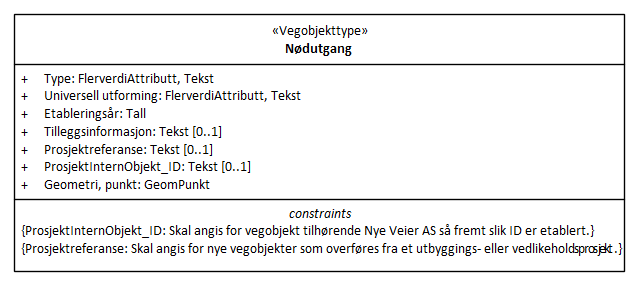 «Vegobjekttype»
Nødutgang
+ Type: FlerverdiAttributt, Tekst
+ Universell utforming: FlerverdiAttributt, Tekst
+ Etableringsår: Tall
+ Tilleggsinformasjon: Tekst [0..1]
+ Prosjektreferanse: Tekst [0..1]
+ ProsjektInternObjekt_ID: Tekst [0..1]
+ Geometri, punkt: GeomPunkt
constraints
{ProsjektInternObjekt_ID: Skal angis for vegobjekt tilhørende Nye Veier AS så fremt slik ID er etablert.}
{Prosjektreferanse: Skal angis for nye vegobjekter som overføres fra et utbyggings- eller vedlikeholdsprosjekt.}